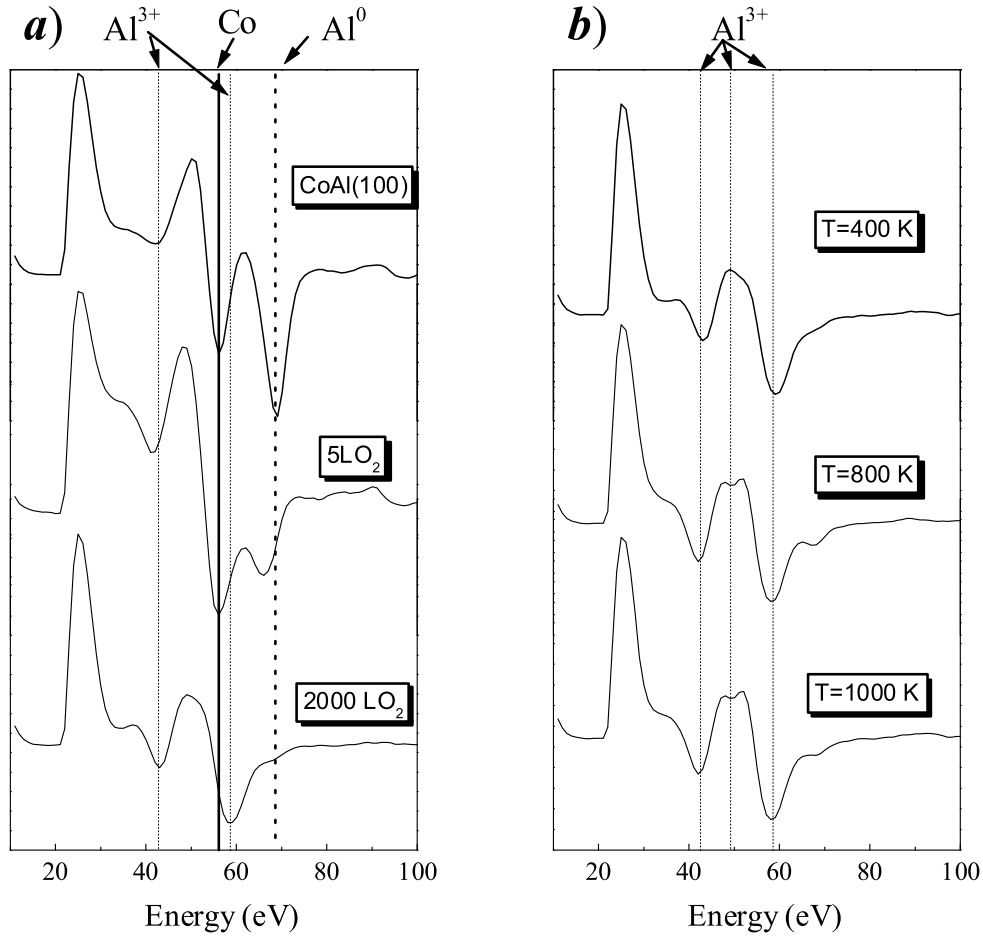 a)
Al³⁺
Co
Al⁰
b)
Al³⁺
CoAl(100)
5LO₂
2000 LO₂
T=400 K
T=800 K
T=1000 K
20 40 60 80 100
20 40 60 80 100
Energy (eV)
Energy (eV)